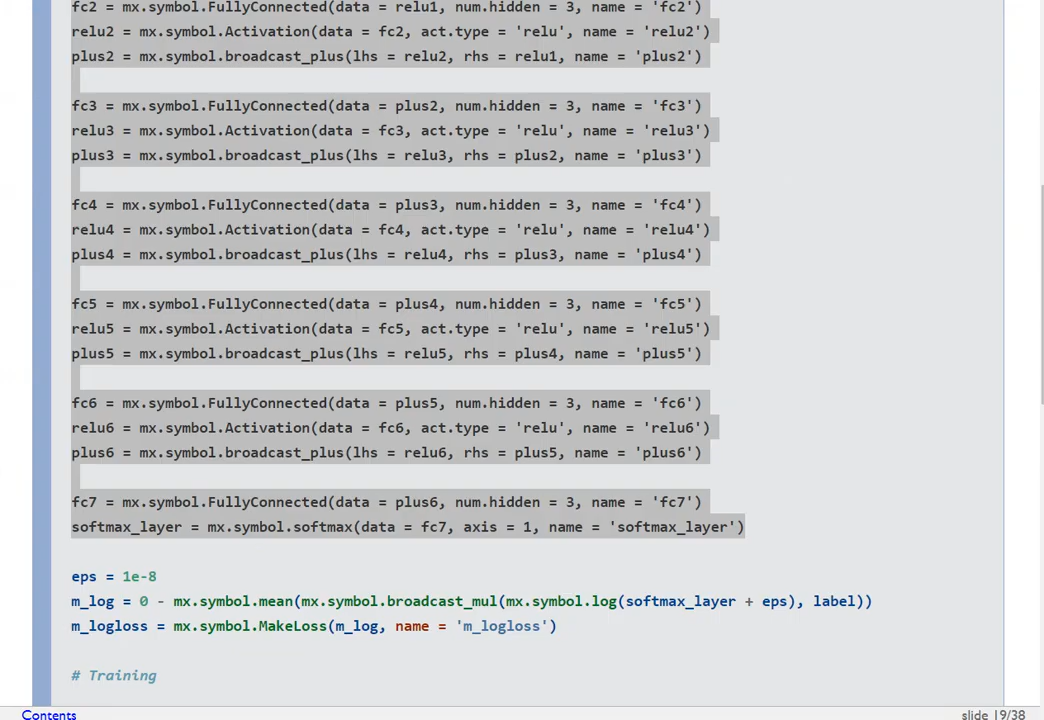 fc2 = mx.symbol.FullyConnected(data = relu1, num.hidden = 3, name = 'fc2')
relu2 = mx.symbol.Activation(data = fc2, act.type = 'relu', name = 'relu2')
plus2 = mx.symbol.broadcast_plus(lhs = relu2, rhs = relu1, name = 'plus2')
fc3 = mx.symbol.FullyConnected(data = plus2, num.hidden = 3, name = 'fc3')
relu3 = mx.symbol.Activation(data = fc3, act.type = 'relu', name = 'relu3')
plus3 = mx.symbol.broadcast_plus(lhs = relu3, rhs = plus2, name = 'plus3')
fc4 = mx.symbol.FullyConnected(data = plus3, num.hidden = 3, name = 'fc4')
relu4 = mx.symbol.Activation(data = fc4, act.type = 'relu', name = 'relu4')
plus4 = mx.symbol.broadcast_plus(lhs = relu4, rhs = plus3, name = 'plus4')
fc5 = mx.symbol.FullyConnected(data = plus4, num.hidden = 3, name = 'fc5')
relu5 = mx.symbol.Activation(data = fc5, act.type = 'relu', name = 'relu5')
plus5 = mx.symbol.broadcast_plus(lhs = relu5, rhs = plus4, name = 'plus5')
fc6 = mx.symbol.FullyConnected(data = plus5, num.hidden = 3, name = 'fc6')
relu6 = mx.symbol.Activation(data = fc6, act.type = 'relu', name = 'relu6')
plus6 = mx.symbol.broadcast_plus(lhs = relu6, rhs = plus5, name = 'plus6')
fc7 = mx.symbol.FullyConnected(data = plus6, num.hidden = 3, name = 'fc7')
softmax_layer = mx.symbol.softmax(data = fc7, axis = 1, name = 'softmax_layer')
eps = 1e-8
m_log = 0 - mx.symbol.mean(mx.symbol.broadcast_mul(mx.symbol.log(softmax_layer + eps), label))
m_logloss = mx.symbol.MakeLoss(m_log, name = 'm_logloss')
# Training
Contents
slide 19/38